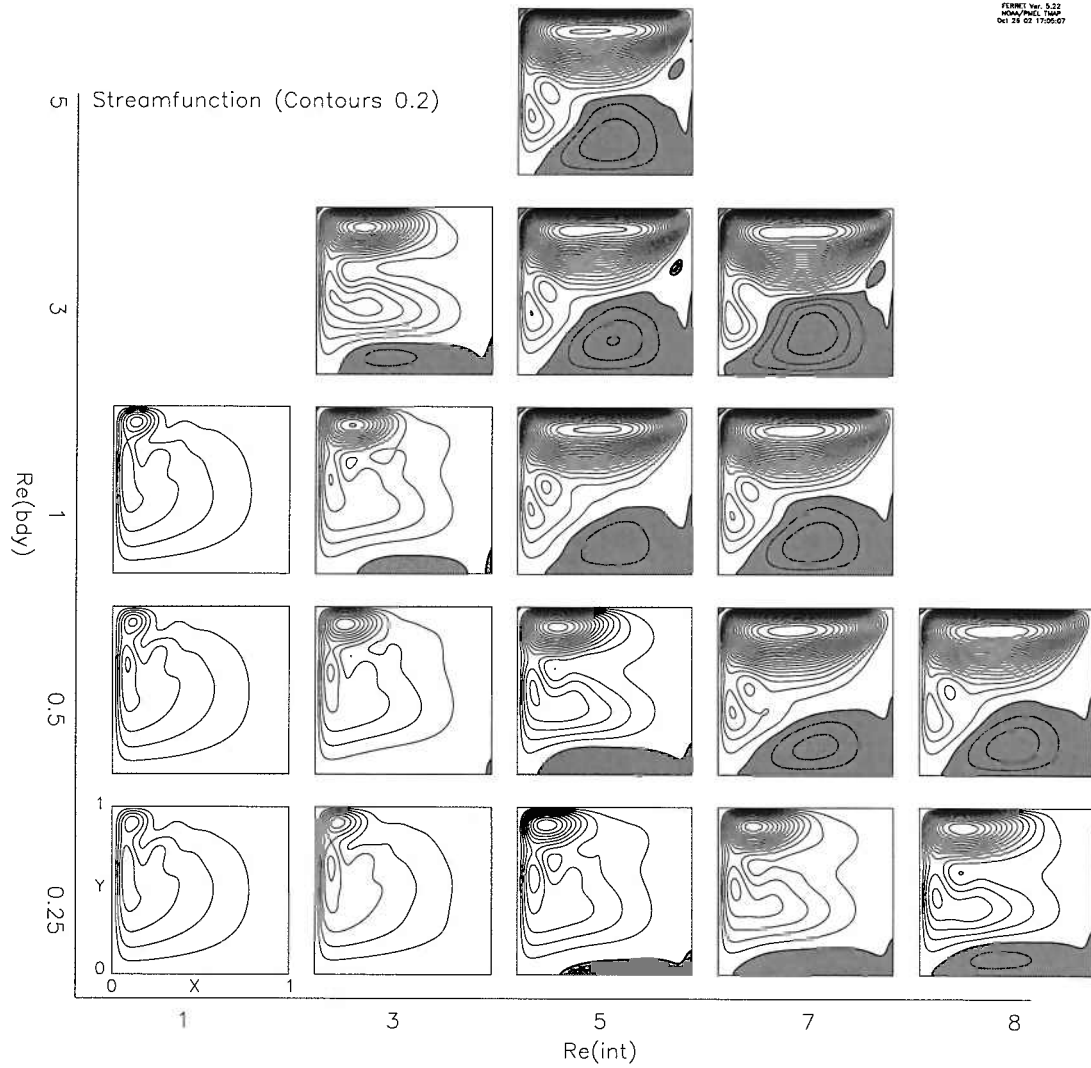 FERRET Ver. 5.22
NOAA/PMEL TMAP
Oct 26 02 17:05:07
Streamfunction (Contours 0.2)
5
3
1
0.5
0.25
Re(bdy)
1
Y
0
0
X
1
1
3
5
7
8
Re(int)